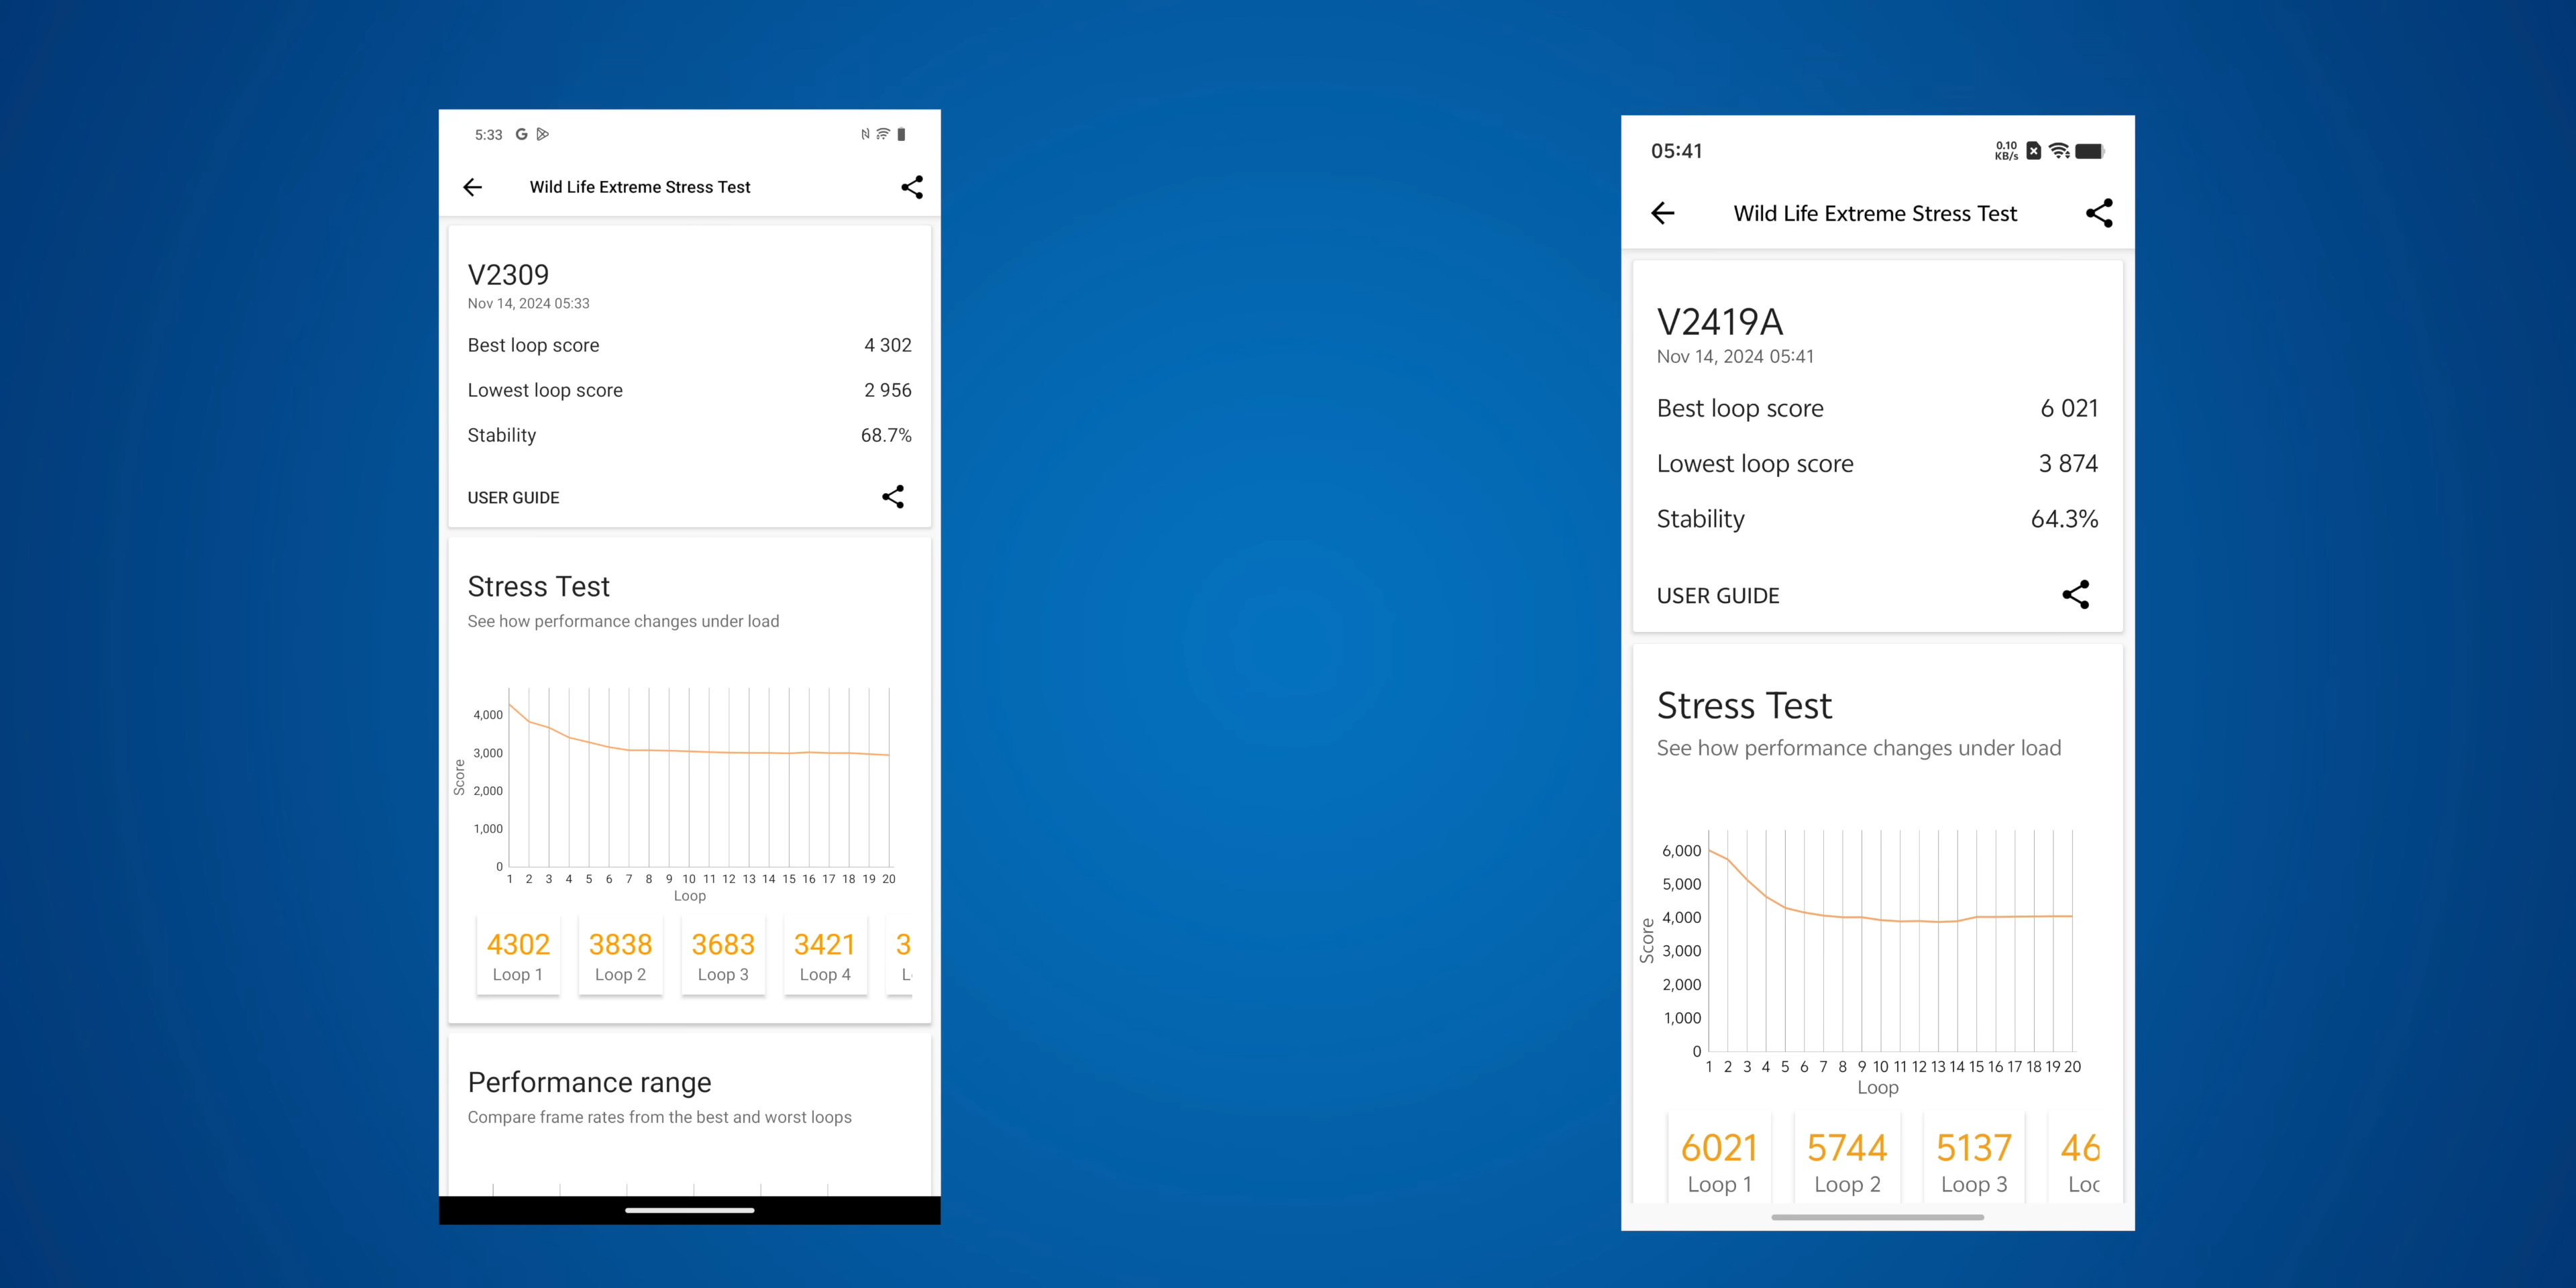 5:33
Wild Life Extreme Stress Test
V2309
Nov 14, 2024 05:33
Best loop score 4 302
Lowest loop score 2 956
Stability 68.7%
USER GUIDE
Stress Test
See how performance changes under load
Score
4,000
3,000
2,000
1,000
0
1 2 3 4 5 6 7 8 9 10 11 12 13 14 15 16 17 18 19 20
Loop
4302 3838 3683 3421 3
Loop 1 Loop 2 Loop 3 Loop 4 L
Performance range
Compare frame rates from the best and worst loops
05:41 0.10
KB/s
Wild Life Extreme Stress Test
V2419A
Nov 14, 2024 05:41
Best loop score 6 021
Lowest loop score 3 874
Stability 64.3%
USER GUIDE
Stress Test
See how performance changes under load
Score
6,000
5,000
4,000
3,000
2,000
1,000
0
1 2 3 4 5 6 7 8 9 10 11 12 13 14 15 16 17 18 19 20
Loop
6021 5744 5137 46
Loop 1 Loop 2 Loop 3 Loc